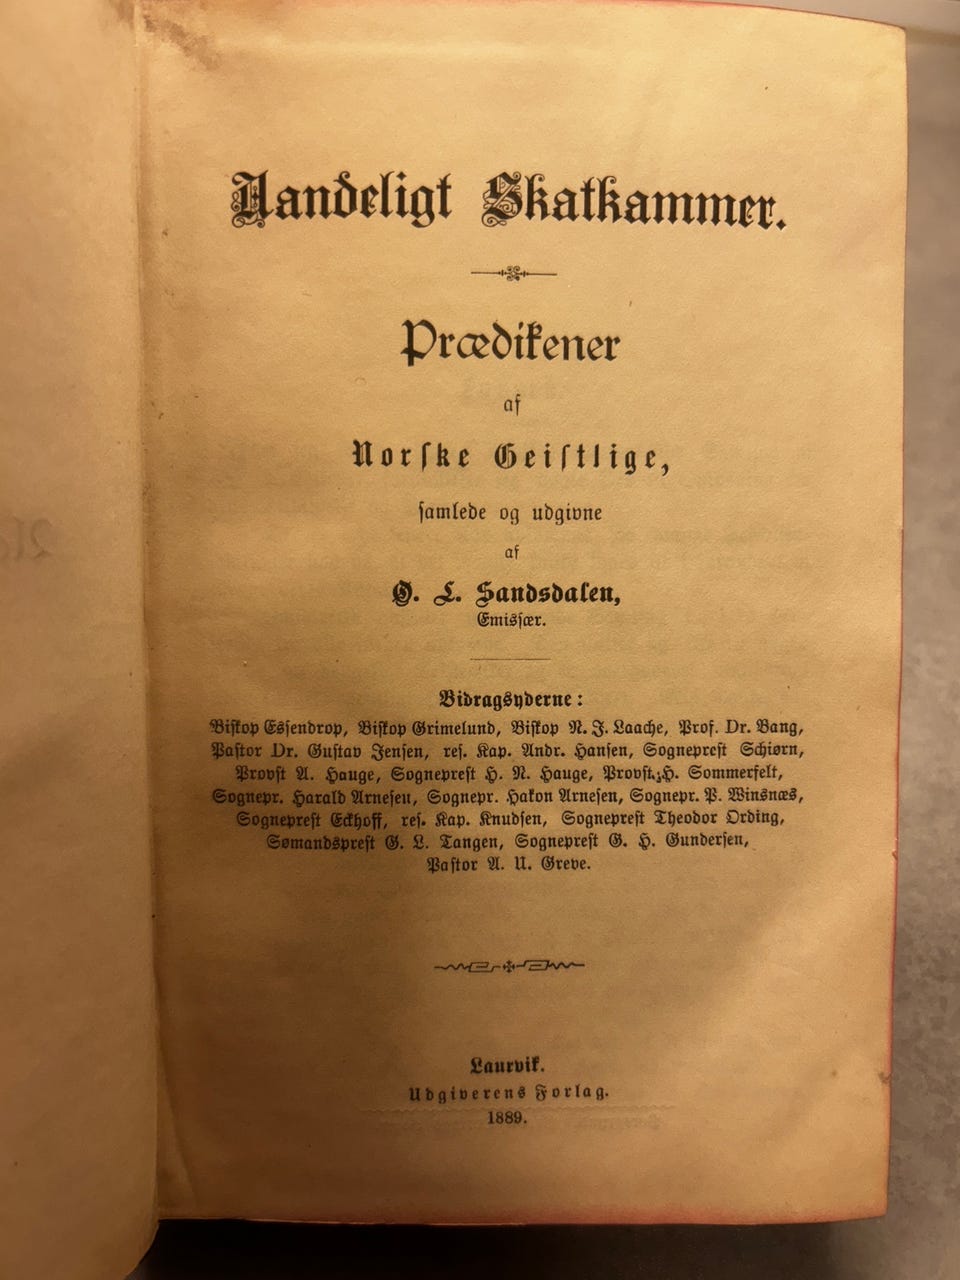 Aandeligt Skatkammer.
Prædikener
af
Norske Geistlige,
samlede og udgivne
af
O. L. Sandsdalen,
Emissær.
Bidragsyderne:
Biskop Essendrop, Biskop Grimelund, Biskop N. J. Laache, Prof. Dr. Bang,
Pastor Dr. Gustav Jensen, res. Kap. Andr. Hansen, Sogneprest Schiørn,
Provst A. Hauge, Sogneprest H. N. Hauge, Provst H. Sommerfelt,
Sognepr. Harald Arnesen, Sognepr. Hakon Arnesen, Sognepr. P. Winsnæs,
Sogneprest Eckhoff, res. Kap. Knudsen, Sogneprest Theodor Ording,
Sømandsprest G. L. Tangen, Sogneprest G. H. Gundersen,
Pastor A. U. Greve.
Laurvik.
Udgiverens Forlag.
1889.